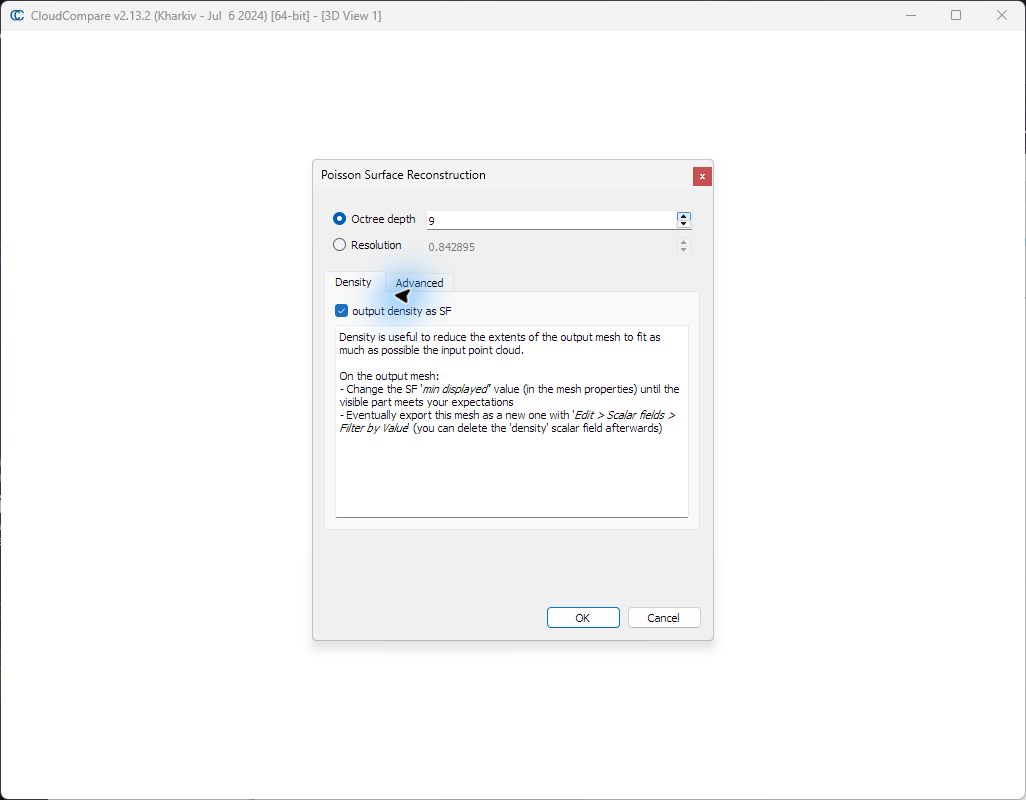 CloudCompare v2.13.2 (Kharkiv - Jul  6 2024) [64-bit] - [3D View 1]
Poisson Surface Reconstruction
x
Octree depth 9
Resolution 0.842895
Density Advanced
output density as SF
Density is useful to reduce the extents of the output mesh to fit as
much as possible the input point cloud.
On the output mesh:
- Change the SF 'min displayed' value (in the mesh properties) until the
visible part meets your expectations
- Eventually export this mesh as a new one with 'Edit > Scalar fields >
Filter by Value' (you can delete the 'density' scalar field afterwards)
OK Cancel